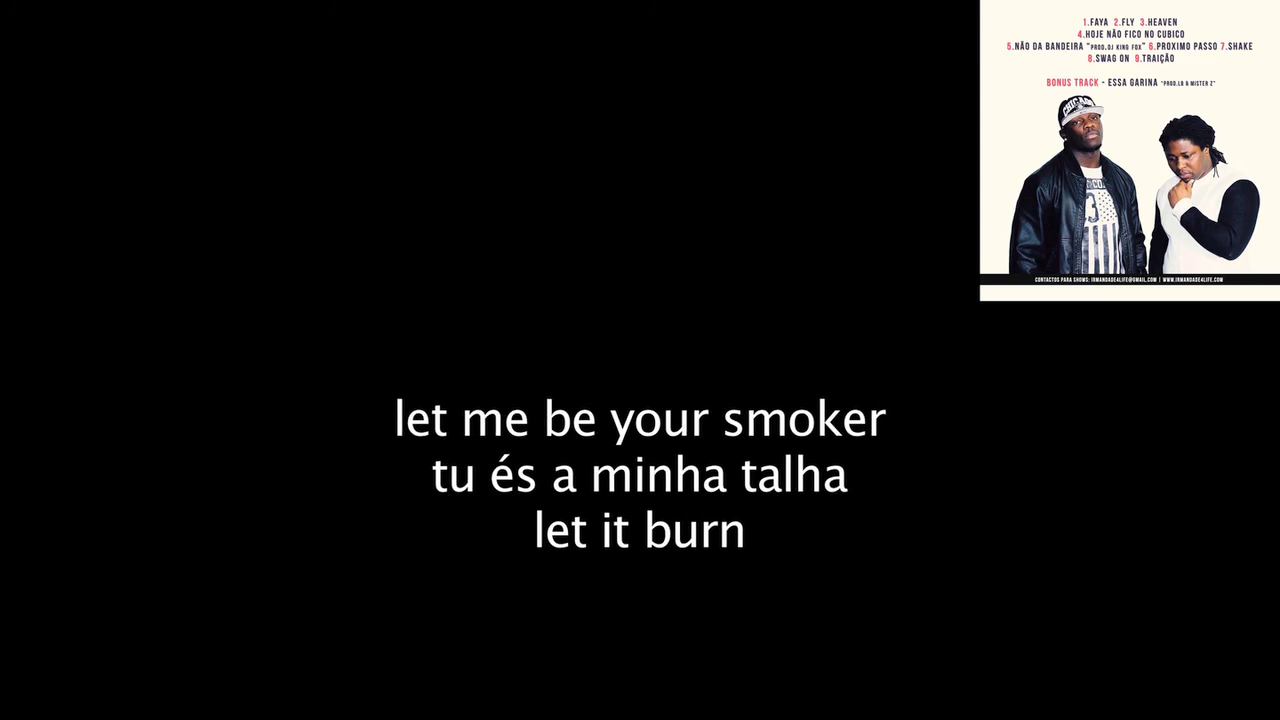 1.FAYA 2.FLY 3.HEAVEN
4.HOJE NÃO FICO NO CUBICO
5.NÃO DA BANDEIRA "PROD.DJ KING FOX" 6.PROXIMO PASSO 7.SHAKE
8.SWAG ON 9.TRAIÇÃO
BONUS TRACK - ESSA GARINA "PROD.LB & MISTER Z"
CHICAGO
3
CONTACTOS PARA SHOWS: IRMANDADE4LIFE@GMAIL.COM | WWW.IRMANDADE4LIFE.COM
let me be your smoker
tu és a minha talha
let it burn